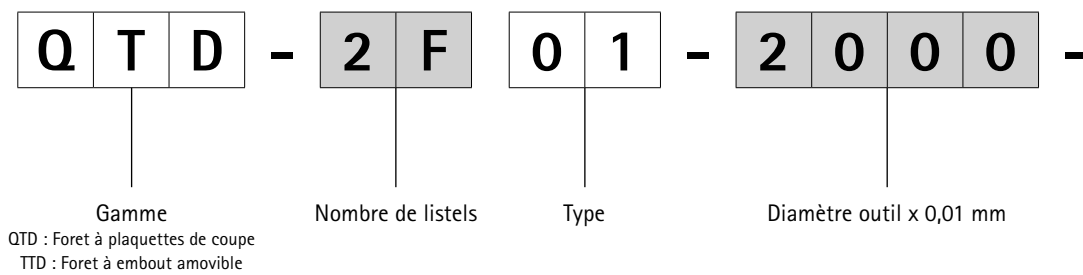 Q T D - 2 F 0 1 - 2 0 0 0 -
Gamme Nombre de listels Type Diamètre outil x 0,01 mm
QTD : Foret à plaquettes de coupe
TTD : Foret à embout amovible